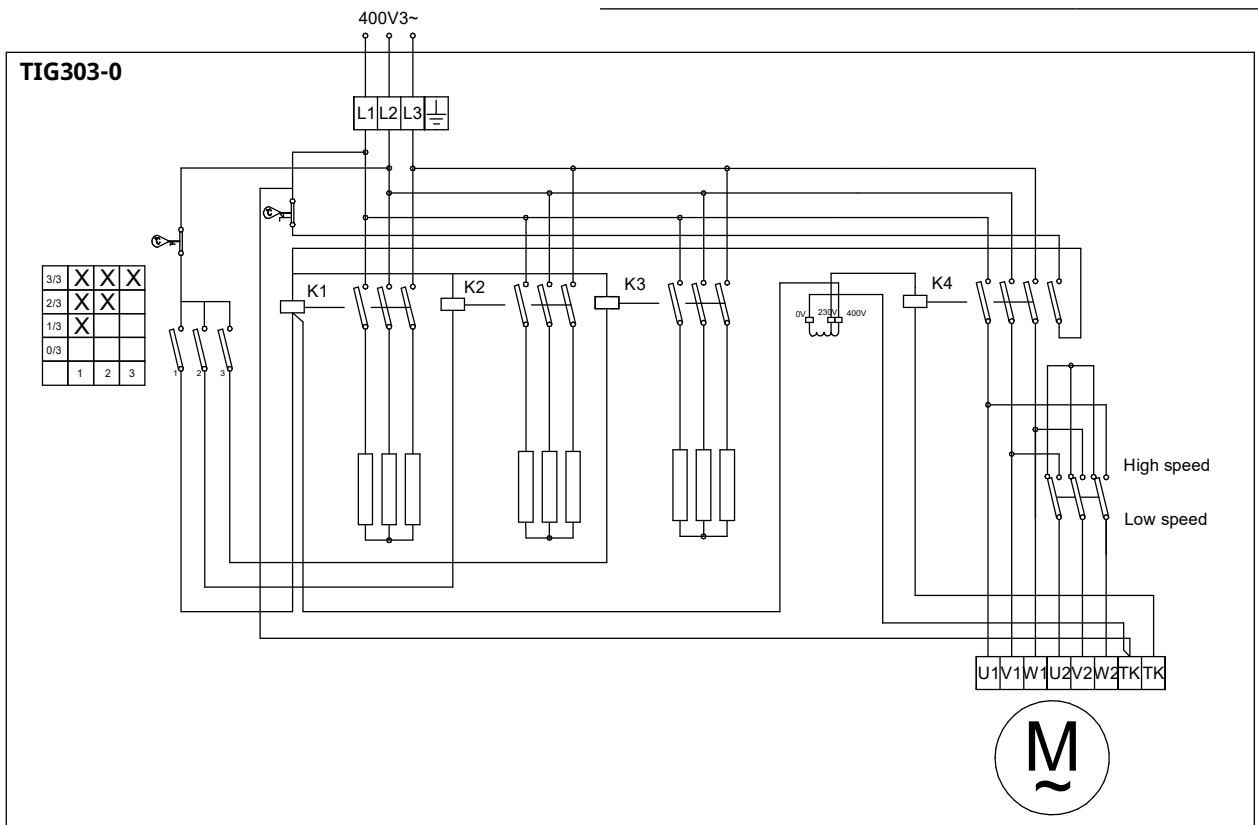 400V3~
TIG303-0
L1 L2 L3
K1 K2 K3 K4
0V 230V 400V
3/3 X X X
2/3 X X
1/3 X
0/3
1 2 3
1 2 3
High speed
Low speed
U1 V1 W1 U2 V2 W2 TK TK
M
~